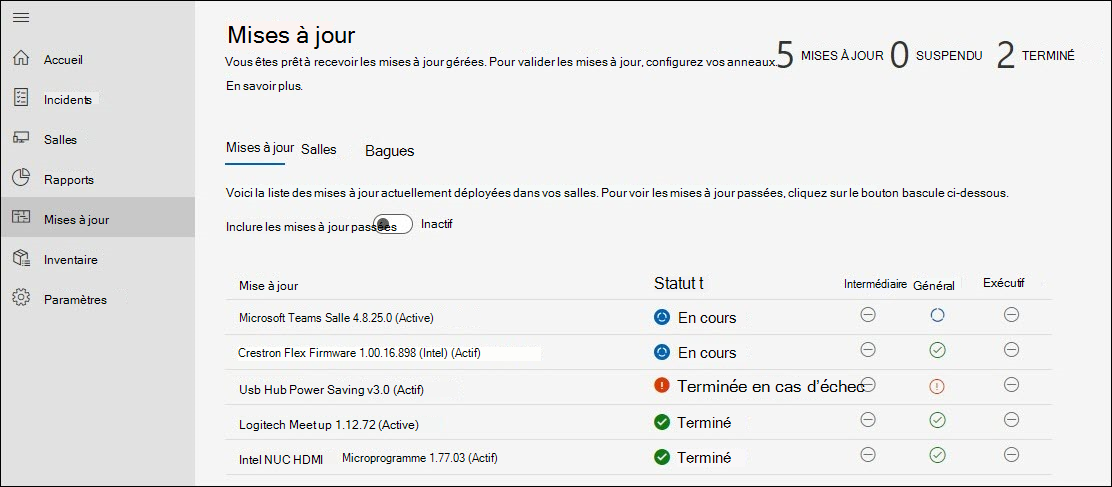 Mises à jour
Vous êtes prêt à recevoir les mises à jour gérées. Pour valider les mises à jour, configurez vos anneaux.
En savoir plus.
5 MISES À JOUR 0 SUSPENDU 2 TERMINÉ
Accueil
Incidents
Salles
Rapports
Mises à jour
Inventaire
Paramètres
Mises à jour Salles Bagues
Voici la liste des mises à jour actuellement déployées dans vos salles. Pour voir les mises à jour passées, cliquez sur le bouton bascule ci-dessous.
Inclure les mises à jour passées Inactif
Mise à jour Statut t Intermédiaire Général Exécutif
Microsoft Teams Salle 4.8.25.0 (Active) En cours
Crestron Flex Firmware 1.00.16.898 (Intel) (Actif) En cours
Usb Hub Power Saving v3.0 (Actif) Terminée en cas d’échec
Logitech Meetup 1.12.72 (Active) Terminé
Intel NUC HDMI Microprogramme 1.77.03 (Actif) Terminé